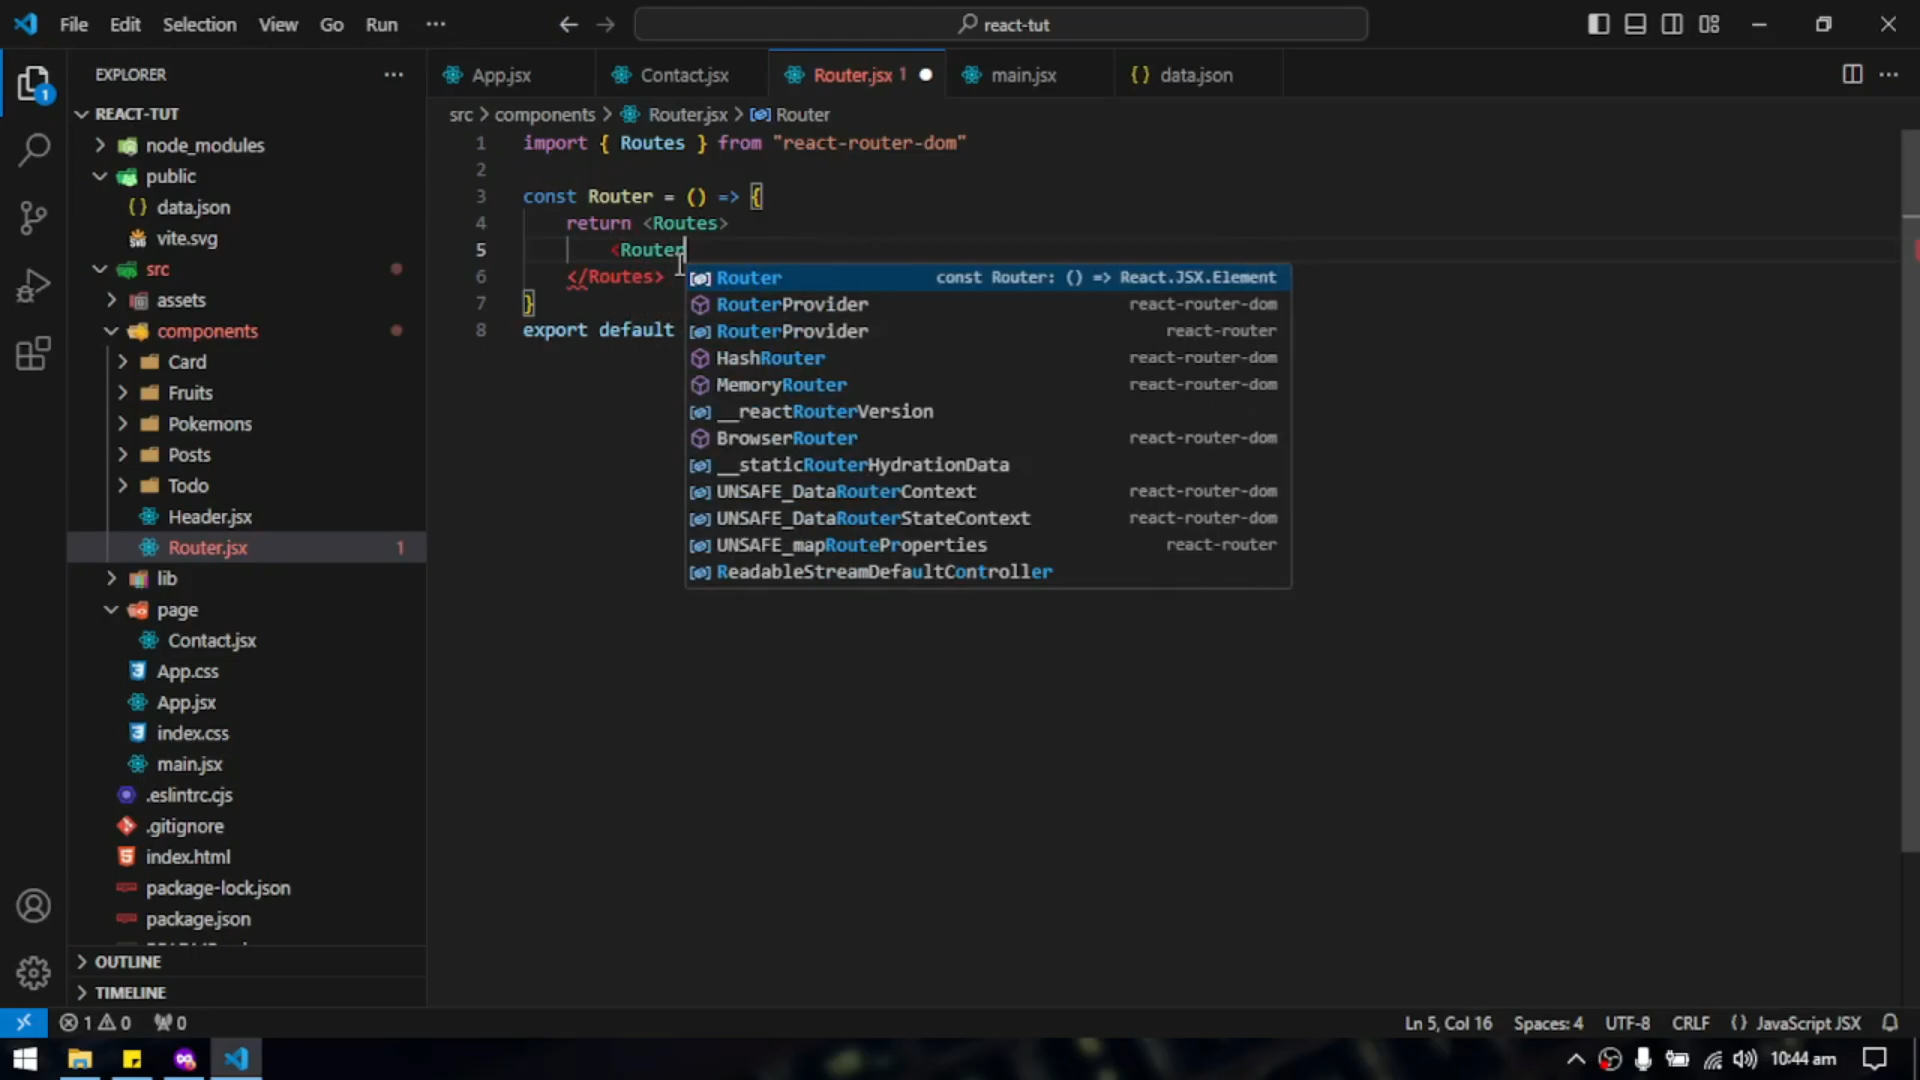 File Edit Selection View Go Run ··· react-tut
EXPLORER ···
App.jsx Contact.jsx Router.jsx 1 main.jsx {} data.json ···
1
REACT-TUT
node_modules
public
{} data.json
vite.svg
src
assets
components
Card
Fruits
Pokemons
Posts
Todo
Header.jsx
Router.jsx 1
lib
page
Contact.jsx
App.css
App.jsx
index.css
main.jsx
.eslintrc.cjs
.gitignore
index.html
package-lock.json
package.json
OUTLINE
TIMELINE
src > components > Router.jsx > Router
1 import { Routes } from "react-router-dom"
2
3 const Router = () => {
4 return <Routes>
5 <Router
6 </Routes>
7 }
8 export default
Router const Router: () => React.JSX.Element
RouterProvider react-router-dom
RouterProvider react-router
HashRouter react-router-dom
MemoryRouter react-router-dom
__reactRouterVersion
BrowserRouter react-router-dom
__staticRouterHydrationData
UNSAFE_DataRouterContext react-router-dom
UNSAFE_DataRouterStateContext react-router-dom
UNSAFE_mapRouteProperties react-router
ReadableStreamDefaultController
1 0 0 Ln 5, Col 16 Spaces: 4 UTF-8 CRLF {} JavaScript JSX
10:44 am